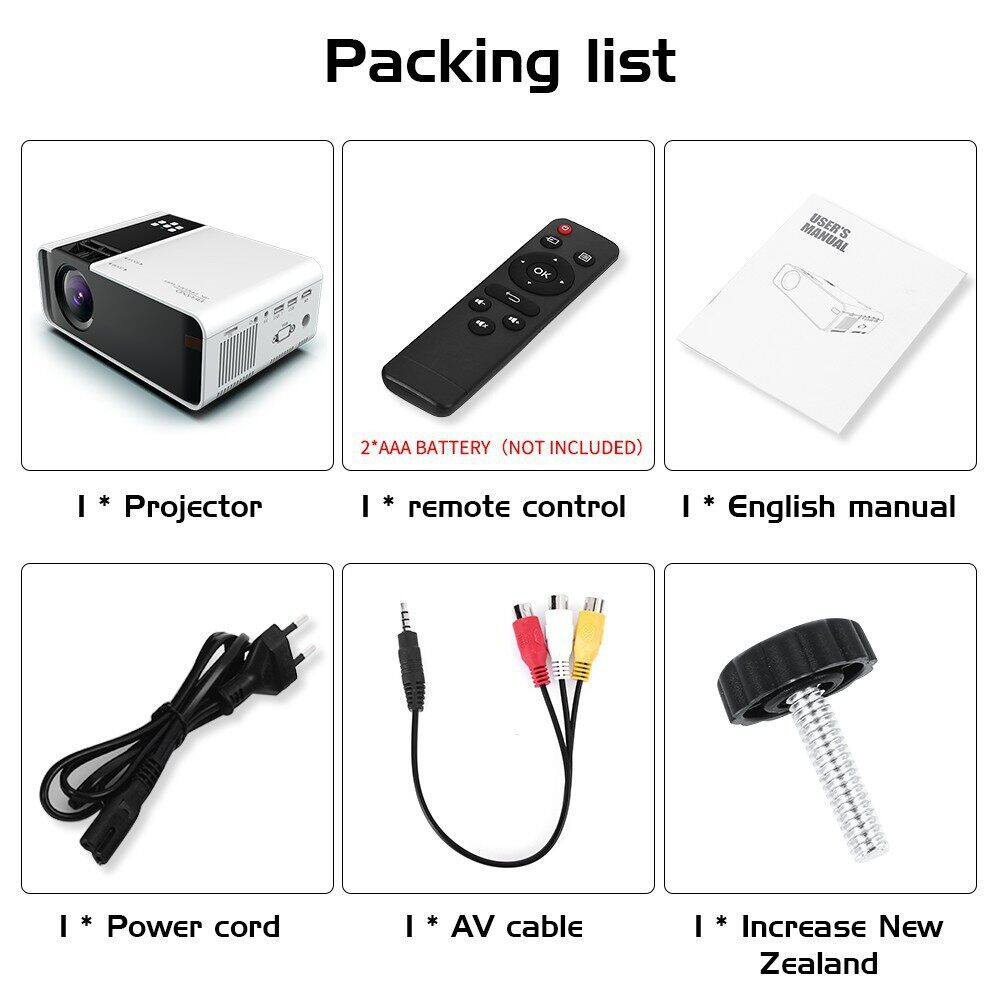 Packing list
OK
USER'S
MANUAL
2*AAA BATTERY (NOT INCLUDED)
1 * Projector
1 * remote control
1 * English manual
1 * Power cord
1 * AV cable
1 * Increase New
Zealand